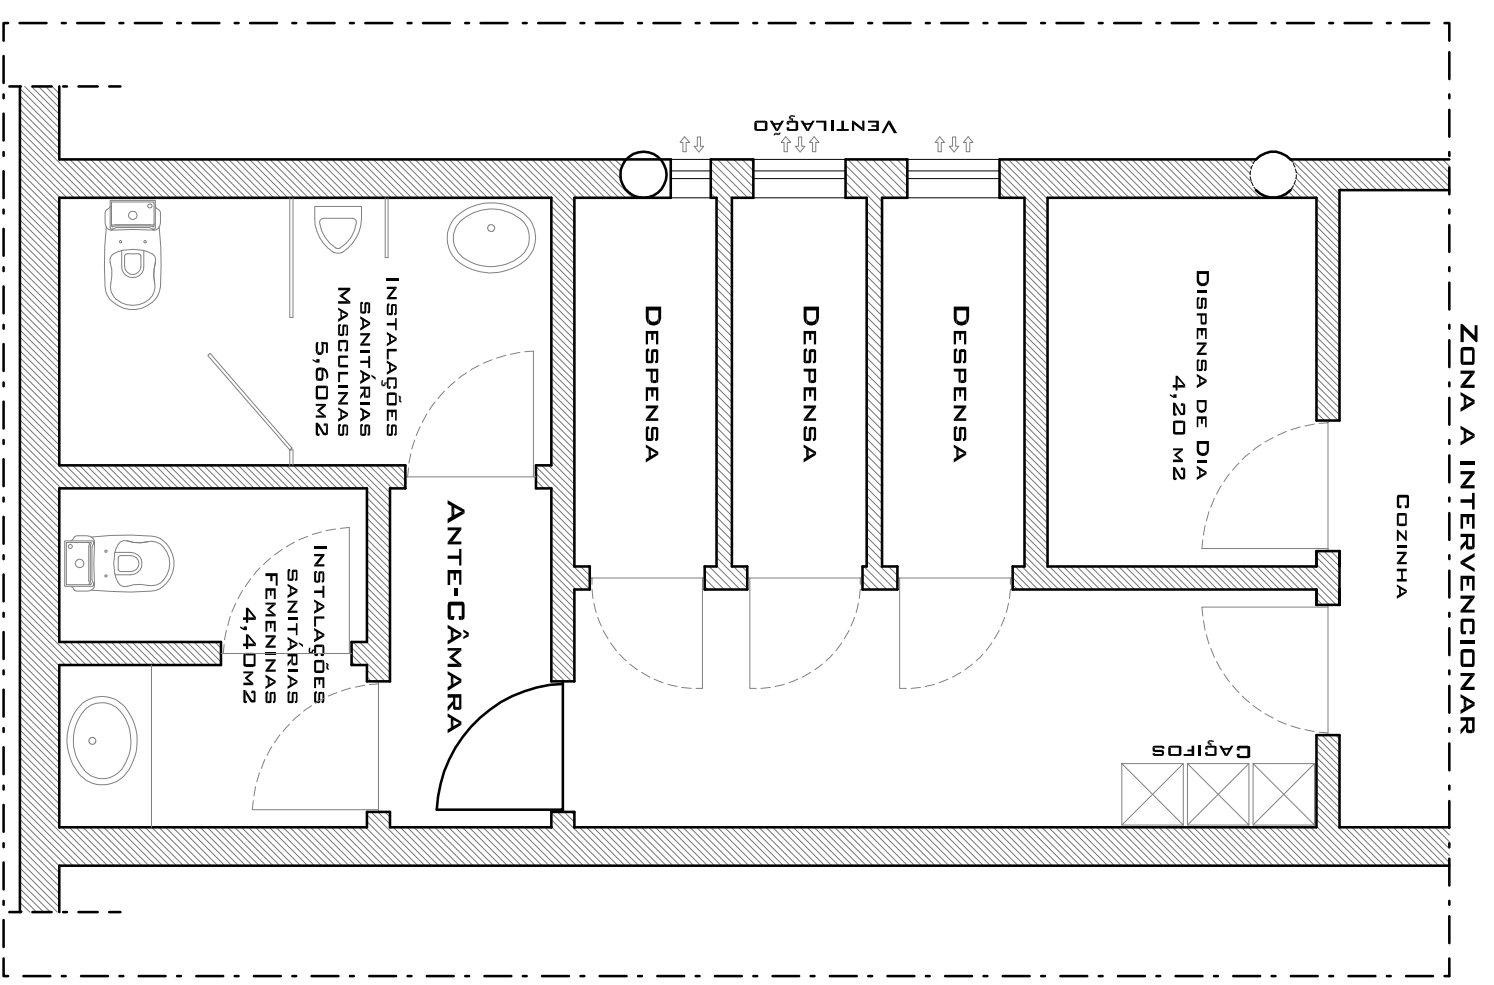 Ventilação
Instalações
sanitárias
Masculinas
5,60m2
Despensa
Despensa
Despensa
Dispensa de Dia
4,20 m2
Zona a intervencionar
Cozinha
Ante-Câmara
Instalações
sanitárias
Femeninas
4,40m2
Caçifos